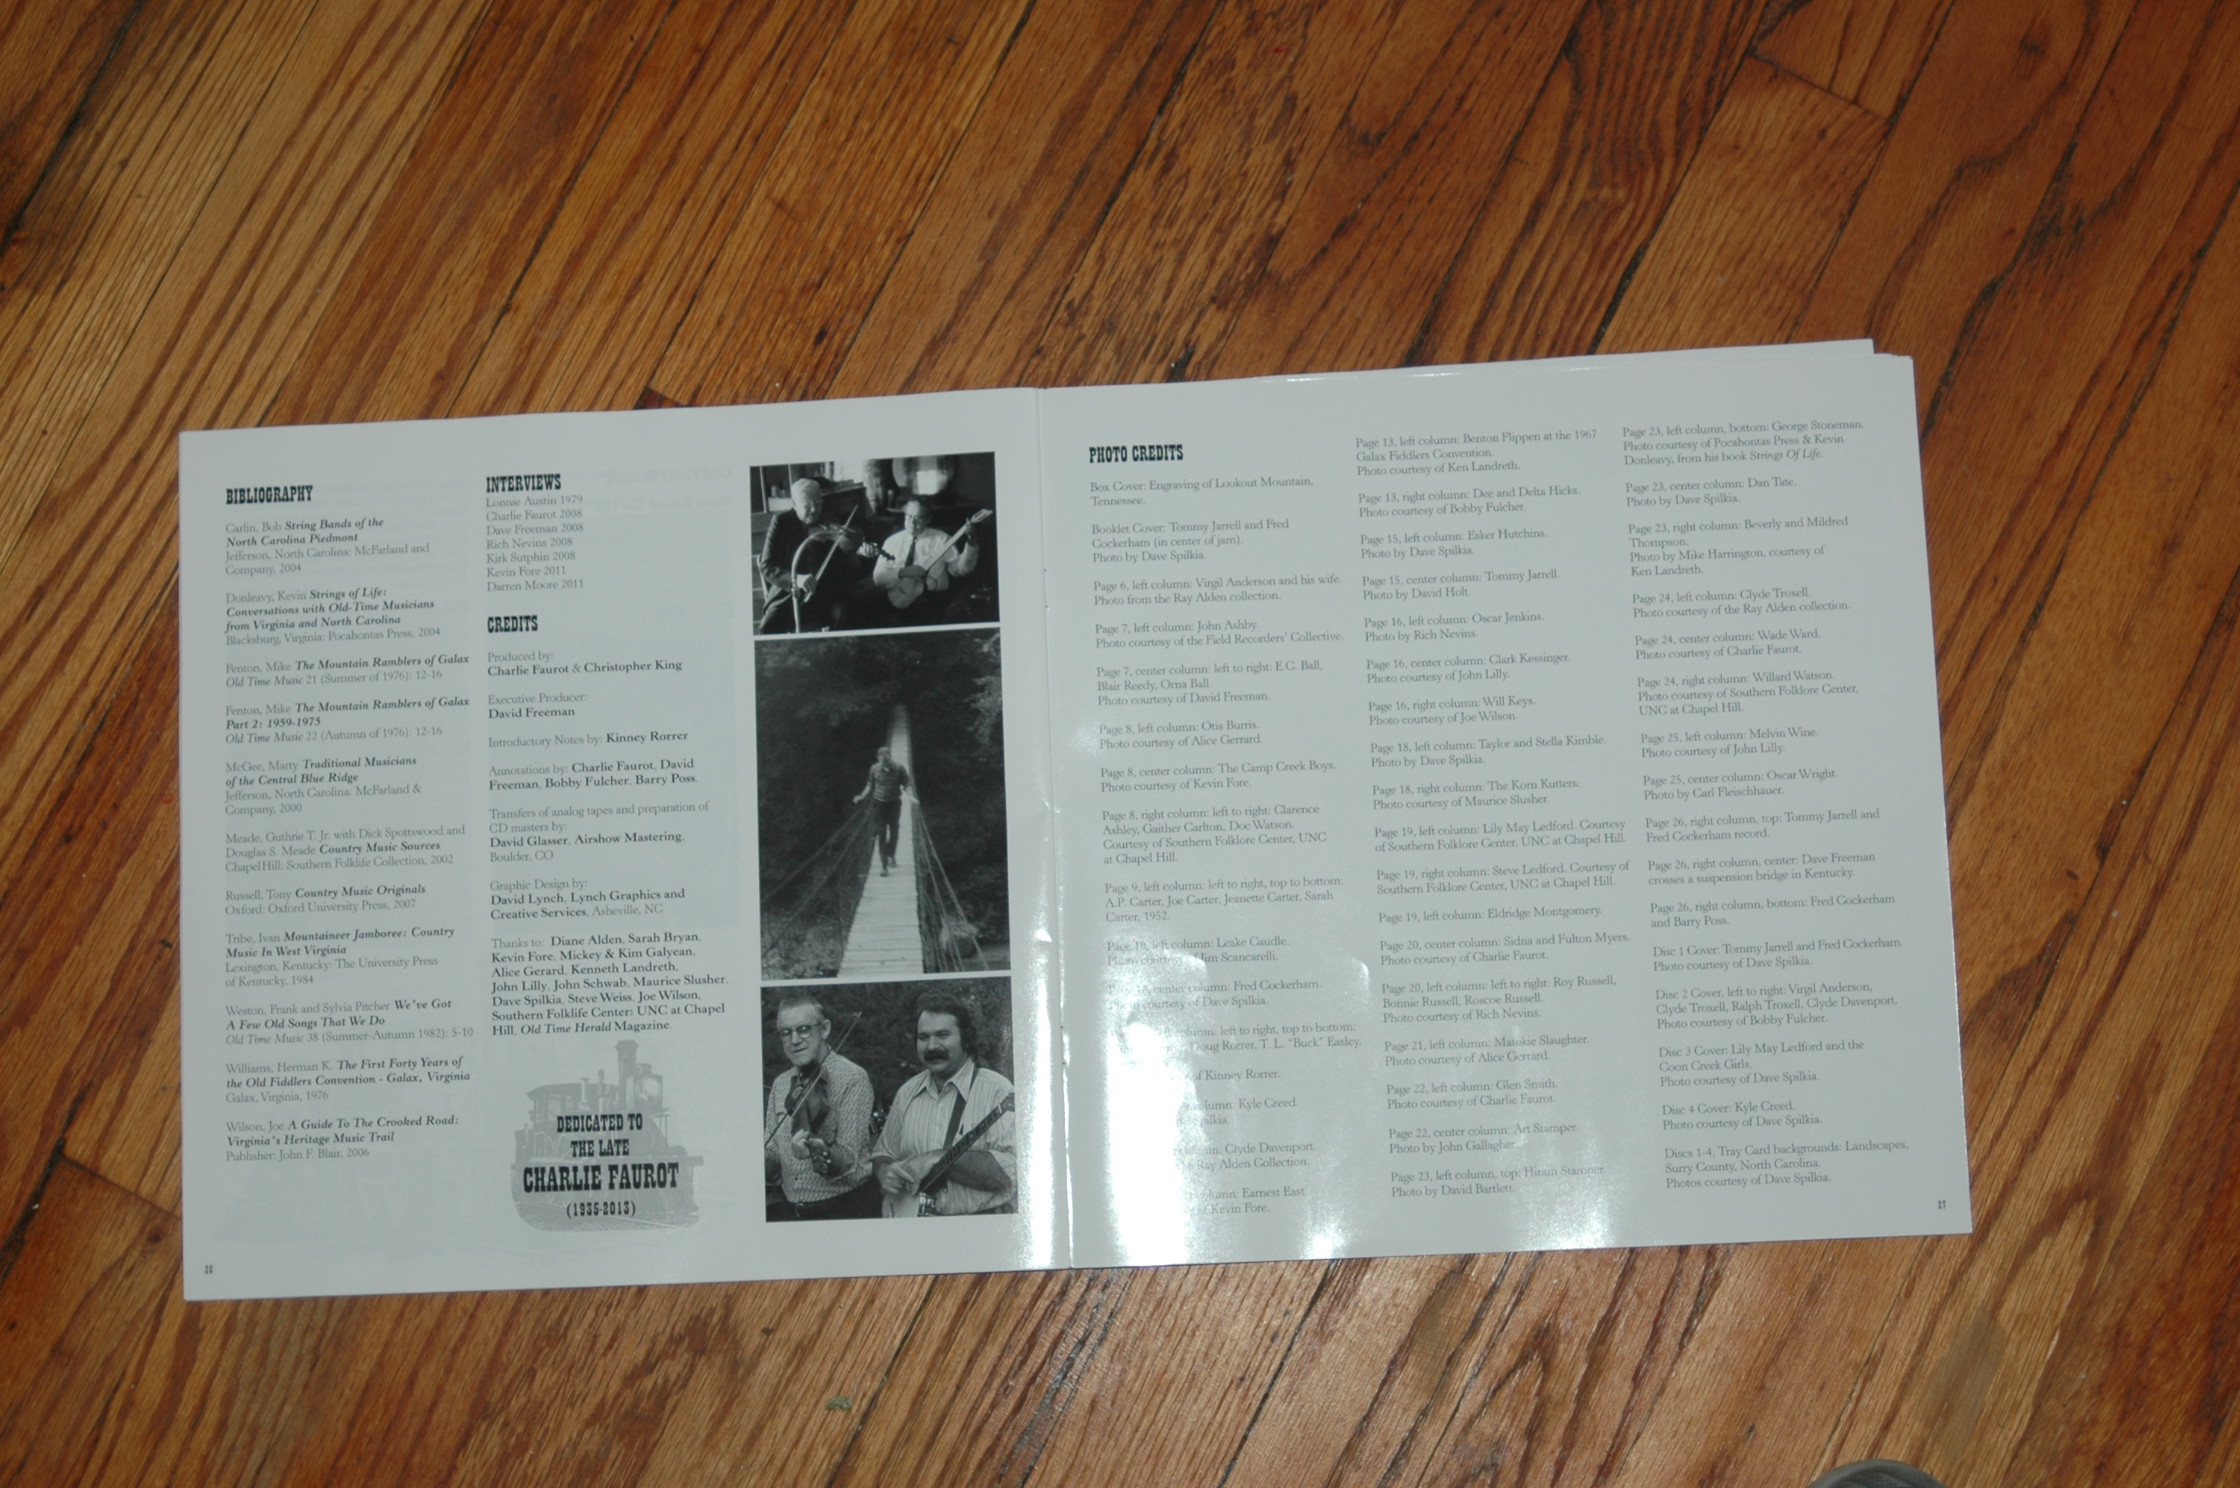 BIBLIOGRAPHY
Carlin, Bob String Bands of the
North Carolina Piedmont
Jefferson, North Carolina: McFarland and
Company, 2004
Donleavy, Kevin Strings of Life:
Conversations with Old-Time Musicians
from Virginia and North Carolina
Blacksburg, Virginia: Pocahontas Press, 2004
Fenton, Mike The Mountain Ramblers of Galax
Old Time Music 21 (Summer of 1976): 12-16
Fenton, Mike The Mountain Ramblers of Galax
Part 2: 1959-1975
Old Time Music 22 (Autumn of 1976): 12-16
McGee, Marty Traditional Musicians
of the Central Blue Ridge
Jefferson, North Carolina: McFarland &
Company, 2000
Meade, Guthrie T. Jr. with Dick Spottswood and
Douglas S. Meade Country Music Sources
Chapel Hill: Southern Folklife Collection, 2002
Russell, Tony Country Music Originals
Oxford: Oxford University Press, 2007
Tribe, Ivan Mountaineer Jamboree: Country
Music In West Virginia
Lexington, Kentucky: The University Press
of Kentucky, 1984
Weston, Frank and Sylvia Pitcher We've Got
A Few Old Songs That We Do
Old Time Music 38 (Summer-Autumn 1982): 5-10
Williams, Herman K. The First Forty Years of
the Old Fiddlers Convention - Galax, Virginia
Galax, Virginia, 1976
Wilson, Joe A Guide To The Crooked Road:
Virginia's Heritage Music Trail
Publisher: John F. Blair, 2006
28
INTERVIEWS
Lonnie Austin 1979
Charlie Faurot 2008
Dave Freeman 2008
Rich Nevins 2008
Kirk Sutphin 2008
Kevin Fore 2011
Darren Moore 2011
CREDITS
Produced by:
Charlie Faurot & Christopher King
Executive Producer:
David Freeman
Introductory Notes by: Kinney Rorrer
Annotations by: Charlie Faurot, David
Freeman, Bobby Fulcher, Barry Poss.
Transfers of analog tapes and preparation of
CD masters by:
David Glasser, Airshow Mastering,
Boulder, CO
Graphic Design by:
David Lynch, Lynch Graphics and
Creative Services, Asheville, NC
Thanks to: Diane Alden, Sarah Bryan,
Kevin Fore, Mickey & Kim Galyean,
Alice Gerard, Kenneth Landreth,
John Lilly, John Schwab, Maurice Slusher,
Dave Spilkia, Steve Weiss, Joe Wilson,
Southern Folklife Center: UNC at Chapel
Hill, Old Time Herald Magazine.
DEDICATED TO
THE LATE
CHARLIE FAUROT
(1935-2013)
PHOTO CREDITS
Box Cover: Engraving of Lookout Mountain,
Tennessee.
Booklet Cover: Tommy Jarrell and Fred
Cockerham (in center of jam).
Photo by Dave Spilkia.
Page 6, left column: Virgil Anderson and his wife.
Photo from the Ray Alden collection.
Page 7, left column: John Ashby.
Photo courtesy of the Field Recorders' Collective.
Page 7, center column: left to right: E.C. Ball,
Blair Reedy, Orna Ball.
Photo courtesy of David Freeman.
Page 8, left column: Otis Burris.
Photo courtesy of Alice Gerrard.
Page 8, center column: The Camp Creek Boys.
Photo courtesy of Kevin Fore.
Page 8, right column: left to right: Clarence
Ashley, Gaither Carlton, Doc Watson.
Courtesy of Southern Folklore Center, UNC
at Chapel Hill.
Page 9, left column: left to right, top to bottom:
A.P. Carter, Joe Carter, Jeanette Carter, Sarah
Carter, 1952.
Page 10, left column: Leake Caudle.
Photo courtesy Jim Scancarelli.
center column: Fred Cockerham.
Photo courtesy of Dave Spilkia.
left to right, top to bottom:
Doug Rorrer, T. L. "Buck" Easley,
of Kinney Rorrer.
Kyle Creed.
Clyde Davenport.
Ray Alden Collection.
Earnest East
Kevin Fore.
Page 13, left column: Benton Flippen at the 1967
Galax Fiddlers Convention.
Photo courtesy of Ken Landreth.
Page 13, right column: Dee and Delta Hicks.
Photo courtesy of Bobby Fulcher.
Page 15, left column: Esker Hutchins.
Photo by Dave Spilkia.
Page 15, center column: Tommy Jarrell.
Photo by David Holt.
Page 16, left column: Oscar Jenkins.
Photo by Rich Nevins.
Page 16, center column: Clark Kessinger.
Photo courtesy of John Lilly.
Page 16, right column: Will Keys.
Photo courtesy of Joe Wilson.
Page 18, left column: Taylor and Stella Kimble.
Photo by Dave Spilkia.
Page 18, right column: The Korn Kutters.
Photo courtesy of Maurice Slusher.
Page 19, left column: Lily May Ledford. Courtesy
of Southern Folklore Center, UNC at Chapel Hill.
Page 19, right column: Steve Ledford. Courtesy of
Southern Folklore Center, UNC at Chapel Hill.
Page 19, left column: Eldridge Montgomery.
Page 20, center column: Sidna and Fulton Myers.
Photo courtesy of Charlie Faurot.
Page 20, left column: left to right: Roy Russell,
Bonnie Russell, Roscoe Russell.
Photo courtesy of Rich Nevins.
Page 21, left column: Matokie Slaughter.
Photo courtesy of Alice Gerrard.
Page 22, left column: Glen Smith.
Photo courtesy of Charlie Faurot.
Page 22, center column: Art Stamper.
Photo by John Gallagher.
Page 23, left column, top: Hiram Stamper.
Photo by David Bartlett.
Page 23, left column, bottom: George Stoneman.
Photo courtesy of Pocahontas Press & Kevin
Donleavy, from his book Strings Of Life.
Page 23, center column: Dan Tate.
Photo by Dave Spilkia.
Page 23, right column: Beverly and Mildred
Thompson.
Photo by Mike Harrington, courtesy of
Ken Landreth.
Page 24, left column: Clyde Troxell.
Photo courtesy of the Ray Alden collection.
Page 24, center column: Wade Ward.
Photo courtesy of Charlie Faurot.
Page 24, right column: Willard Watson.
Photo courtesy of Southern Folklore Center,
UNC at Chapel Hill.
Page 25, left column: Melvin Wine.
Photo courtesy of John Lilly.
Page 25, center column: Oscar Wright.
Photo by Carl Fleischhauer.
Page 26, right column, top: Tommy Jarrell and
Fred Cockerham record.
Page 26, right column, center: Dave Freeman
crosses a suspension bridge in Kentucky.
Page 26, right column, bottom: Fred Cockerham
and Barry Poss.
Disc 1 Cover: Tommy Jarrell and Fred Cockerham.
Photo courtesy of Dave Spilkia.
Disc 2 Cover, left to right: Virgil Anderson,
Clyde Troxell, Ralph Troxell, Clyde Davenport.
Photo courtesy of Bobby Fulcher.
Disc 3 Cover: Lily May Ledford and the
Coon Creek Girls.
Photo courtesy of Dave Spilkia.
Disc 4 Cover: Kyle Creed.
Photo courtesy of Dave Spilkia.
Discs 1-4, Tray Card backgrounds: Landscapes,
Surry County, North Carolina.
Photos courtesy of Dave Spilkia.
27